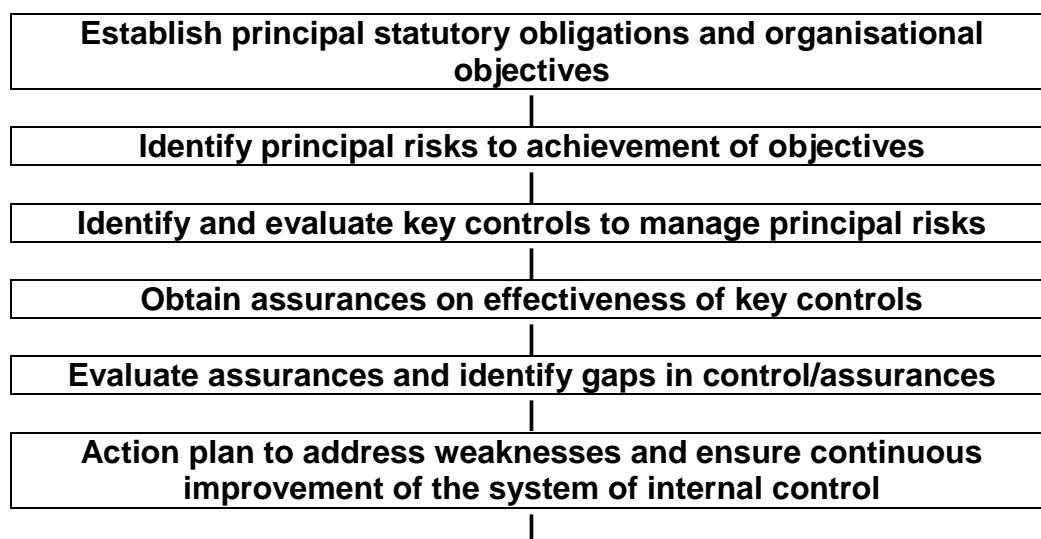 Establish principal statutory obligations and organisational
objectives
Identify principal risks to achievement of objectives
Identify and evaluate key controls to manage principal risks
Obtain assurances on effectiveness of key controls
Evaluate assurances and identify gaps in control/assurances
Action plan to address weaknesses and ensure continuous
improvement of the system of internal control